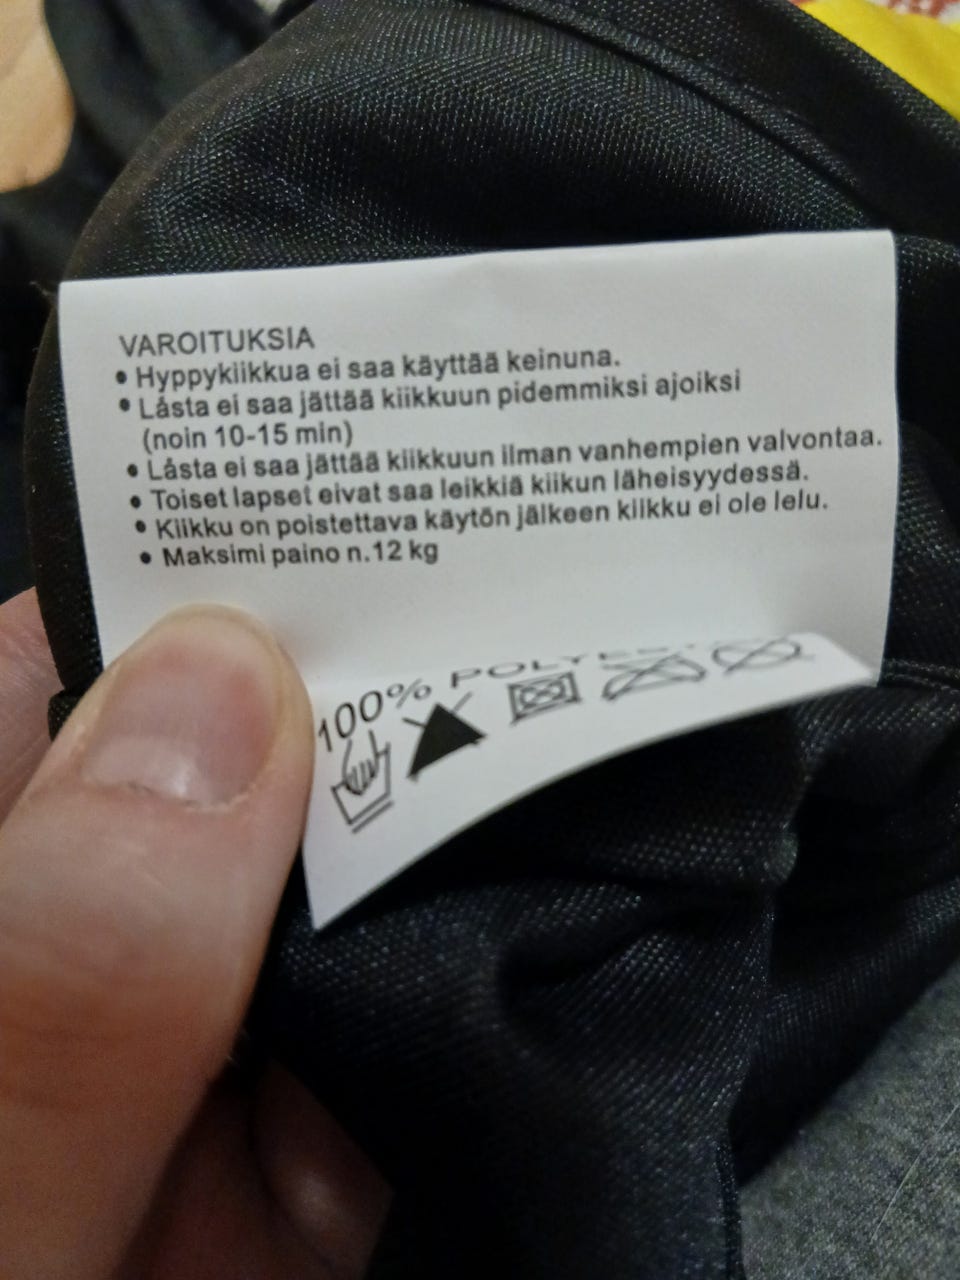 VAROITUKSIA
• Hyppykiikkua ei saa käyttää keinuna.
• Låsta ei saa jättää kiikkuun pidemmiksi ajoiksi
(noin 10-15 min)
• Låsta ei saa jättää kiikkuun ilman vanhempien valvontaa.
• Toiset lapset eivat saa leikkiä kiikun läheisyydessä.
• Kiikku on poistettava käytön jälkeen kiikku ei ole lelu.
• Maksimi paino n.12 kg
100%